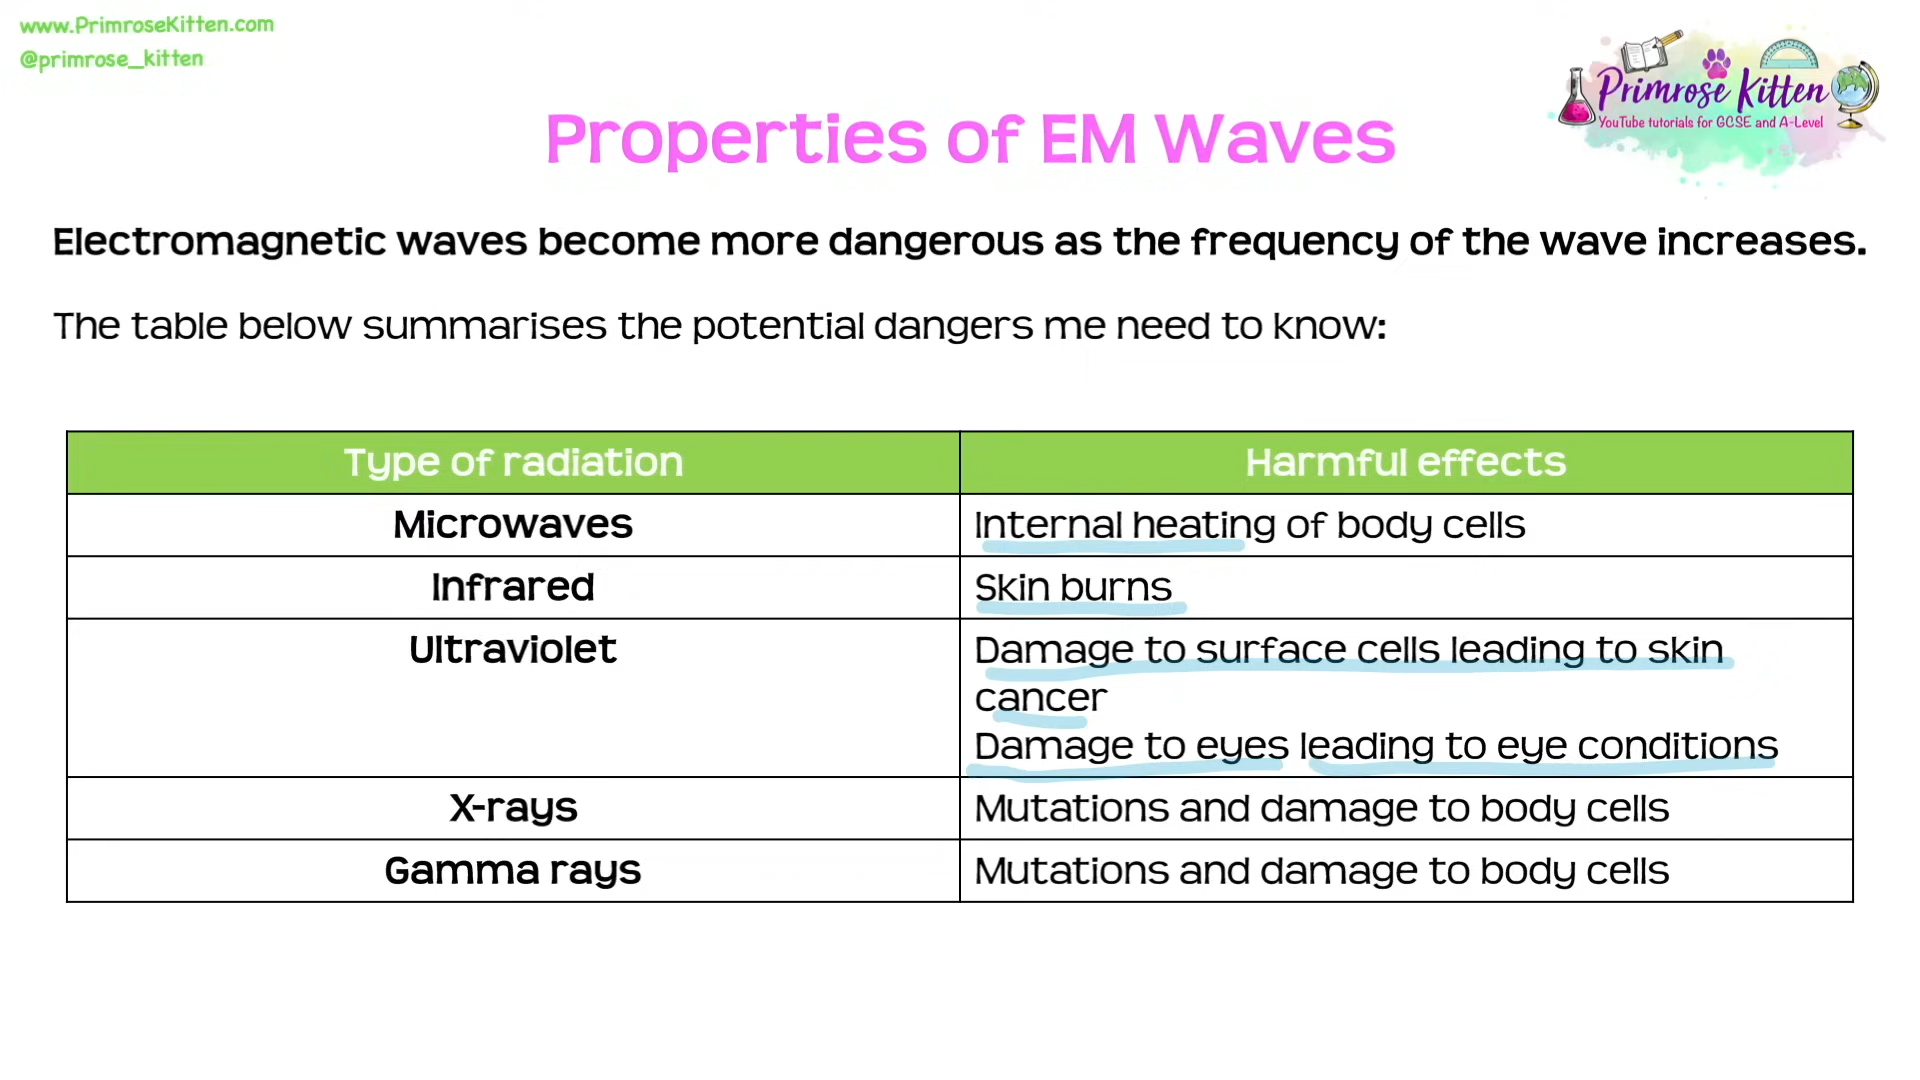 www.PrimroseKitten.com
@primrose_kitten
Primrose Kitten
YouTube tutorials for GCSE and A-Level
Properties of EM Waves
Electromagnetic waves become more dangerous as the frequency of the wave increases.
The table below summarises the potential dangers me need to know:
Type of radiation
Harmful effects
Microwaves
Internal heating of body cells
Infrared
Skin burns
Ultraviolet
Damage to surface cells leading to skin
cancer
Damage to eyes leading to eye conditions
X-rays
Mutations and damage to body cells
Gamma rays
Mutations and damage to body cells